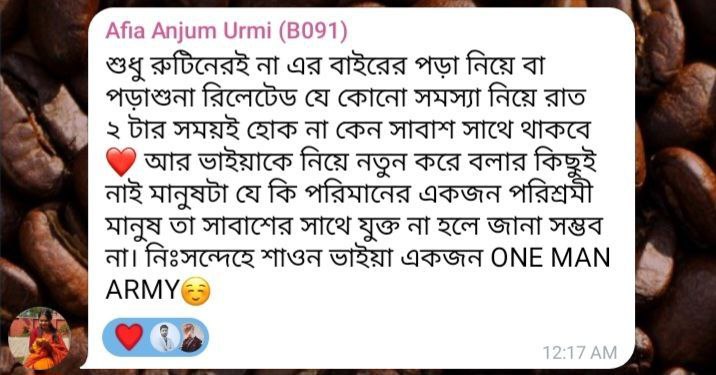 Afia Anjum Urmi (B091)
শুধু রুটিনেরই না এর বাইরের পড়া নিয়ে বা
পড়াশুনা রিলেটেড যে কোনো সমস্যা নিয়ে রাত
২ টার সময়ই হোক না কেন সাবাশ সাথে থাকবে
❤️ আর ভাইয়াকে নিয়ে নতুন করে বলার কিছুই
নাই মানুষটা যে কি পরিমানের একজন পরিশ্রমী
মানুষ তা সাবাশের সাথে যুক্ত না হলে জানা সম্ভব
না। নিঃসন্দেহে শাওন ভাইয়া একজন ONE MAN
ARMY☺️
12:17 AM